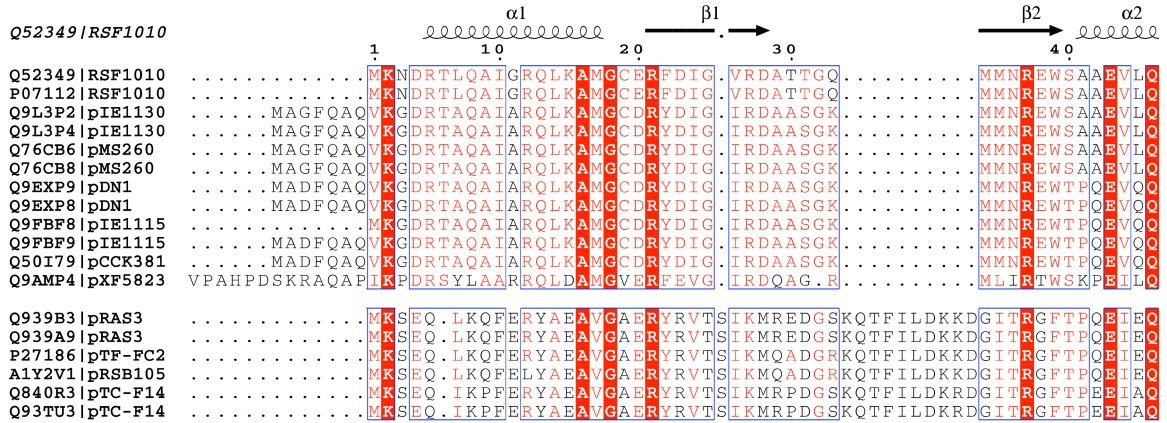 α1 β1 β2 α2
Q52349|RSF1010
1 10 20 30 40
Q52349|RSF1010 .............MKNDRTLQAIGRQLKAMGCERFDIG.VRDATTGQ..........MMNREWSAAEVLQ
P07112|RSF1010 .............MKNDRTLQAIGRQLKAMGCERFDIG.VRDATTGQ..........MMNREWSAAEVLQ
Q9L3P2|pIE1130 ......MAGFQAQVKGDRTAQAIARQLKAMGCDRYDIG.IRDAASGK..........MMNREWSAAEVLQ
Q9L3P4|pIE1130 ......MAGFQAQVKGDRTAQAIARQLKAMGCDRYDIG.IRDAASGK..........MMNREWSAAEVLQ
Q76CB6|pMS260 ......MAGFQAQVKGDRTAQAIARQLKAMGCDRYDIG.IRDAASGK..........MMNREWSAAEVLQ
Q76CB8|pMS260 ......MAGFQAQVKGDRTAQAIARQLKAMGCDRYDIG.IRDAASGK..........MMNREWSAAEVLQ
Q9EXP9|pDN1 ......MADFQAQVKGDRTAQAIARQLKAMGCDRYDIG.IRDAASGK..........MMNREWTPQEVQQ
Q9EXP8|pDN1 ......MADFQAQVKGDRTAQAIARQLKAMGCDRYDIG.IRDAASGK..........MMNREWTPQEVQQ
Q9FBF8|pIE1115 .............MKGDRTAQAIARQLKAMGCDRYDIG.IRDAASGK..........MMNREWTPQEVQQ
Q9FBF9|pIE1115 ......MADFQAQVKGDRTAQAIARQLKAMGCDRYDIG.IRDAASGK..........MMNREWTPQEVQQ
Q50I79|pCCK381 ......MADFQAQVKGDRTAQAIARQLKAMGCDRYDIG.IRDAASGK..........MMNREWTPQEVQQ
Q9AMP4|pXF5823 VPAHPDSKRAQAPIKPDRSYLAARRQLDAMGVERFEVG.IRDQAG.R..........MLIRTWSKPEILQ
Q939B3|pRAS3 .............MKSEQ.LKQFERYAEAVGAERYRVTSIKMREDGSKQTFILDKKDGITRGFTPQEIEQ
Q939A9|pRAS3 .............MKSEQ.LKQFERYAEAVGAERYRVTSIKMREDGSKQTFILDKKDGITRGFTPQEIEQ
P27186|pTF-FC2 .............MKSEQ.LKQFERYAEAVGAERYRVTSIKMQADGRKQTFILDKKDGITRGFTPQEIEQ
A1Y2V1|pRSB105 .............MKSEQ.LKQFELYAEAVGAERYRVTSIKMQADGRKQTFILDKKDGITRGFTPQEIEQ
Q840R3|pTC-F14 .............MKSEQ.IKPFERYAEAVGAERYRVTSIKMRPDGSKQTFILDKRDGITRGFTPEEIAQ
Q93TU3|pTC-F14 .............MKSEQ.IKPFERYAEAVGAERYRVTSIKMRPDGSKQTFILDKRDGITRGFTPEEIAQ